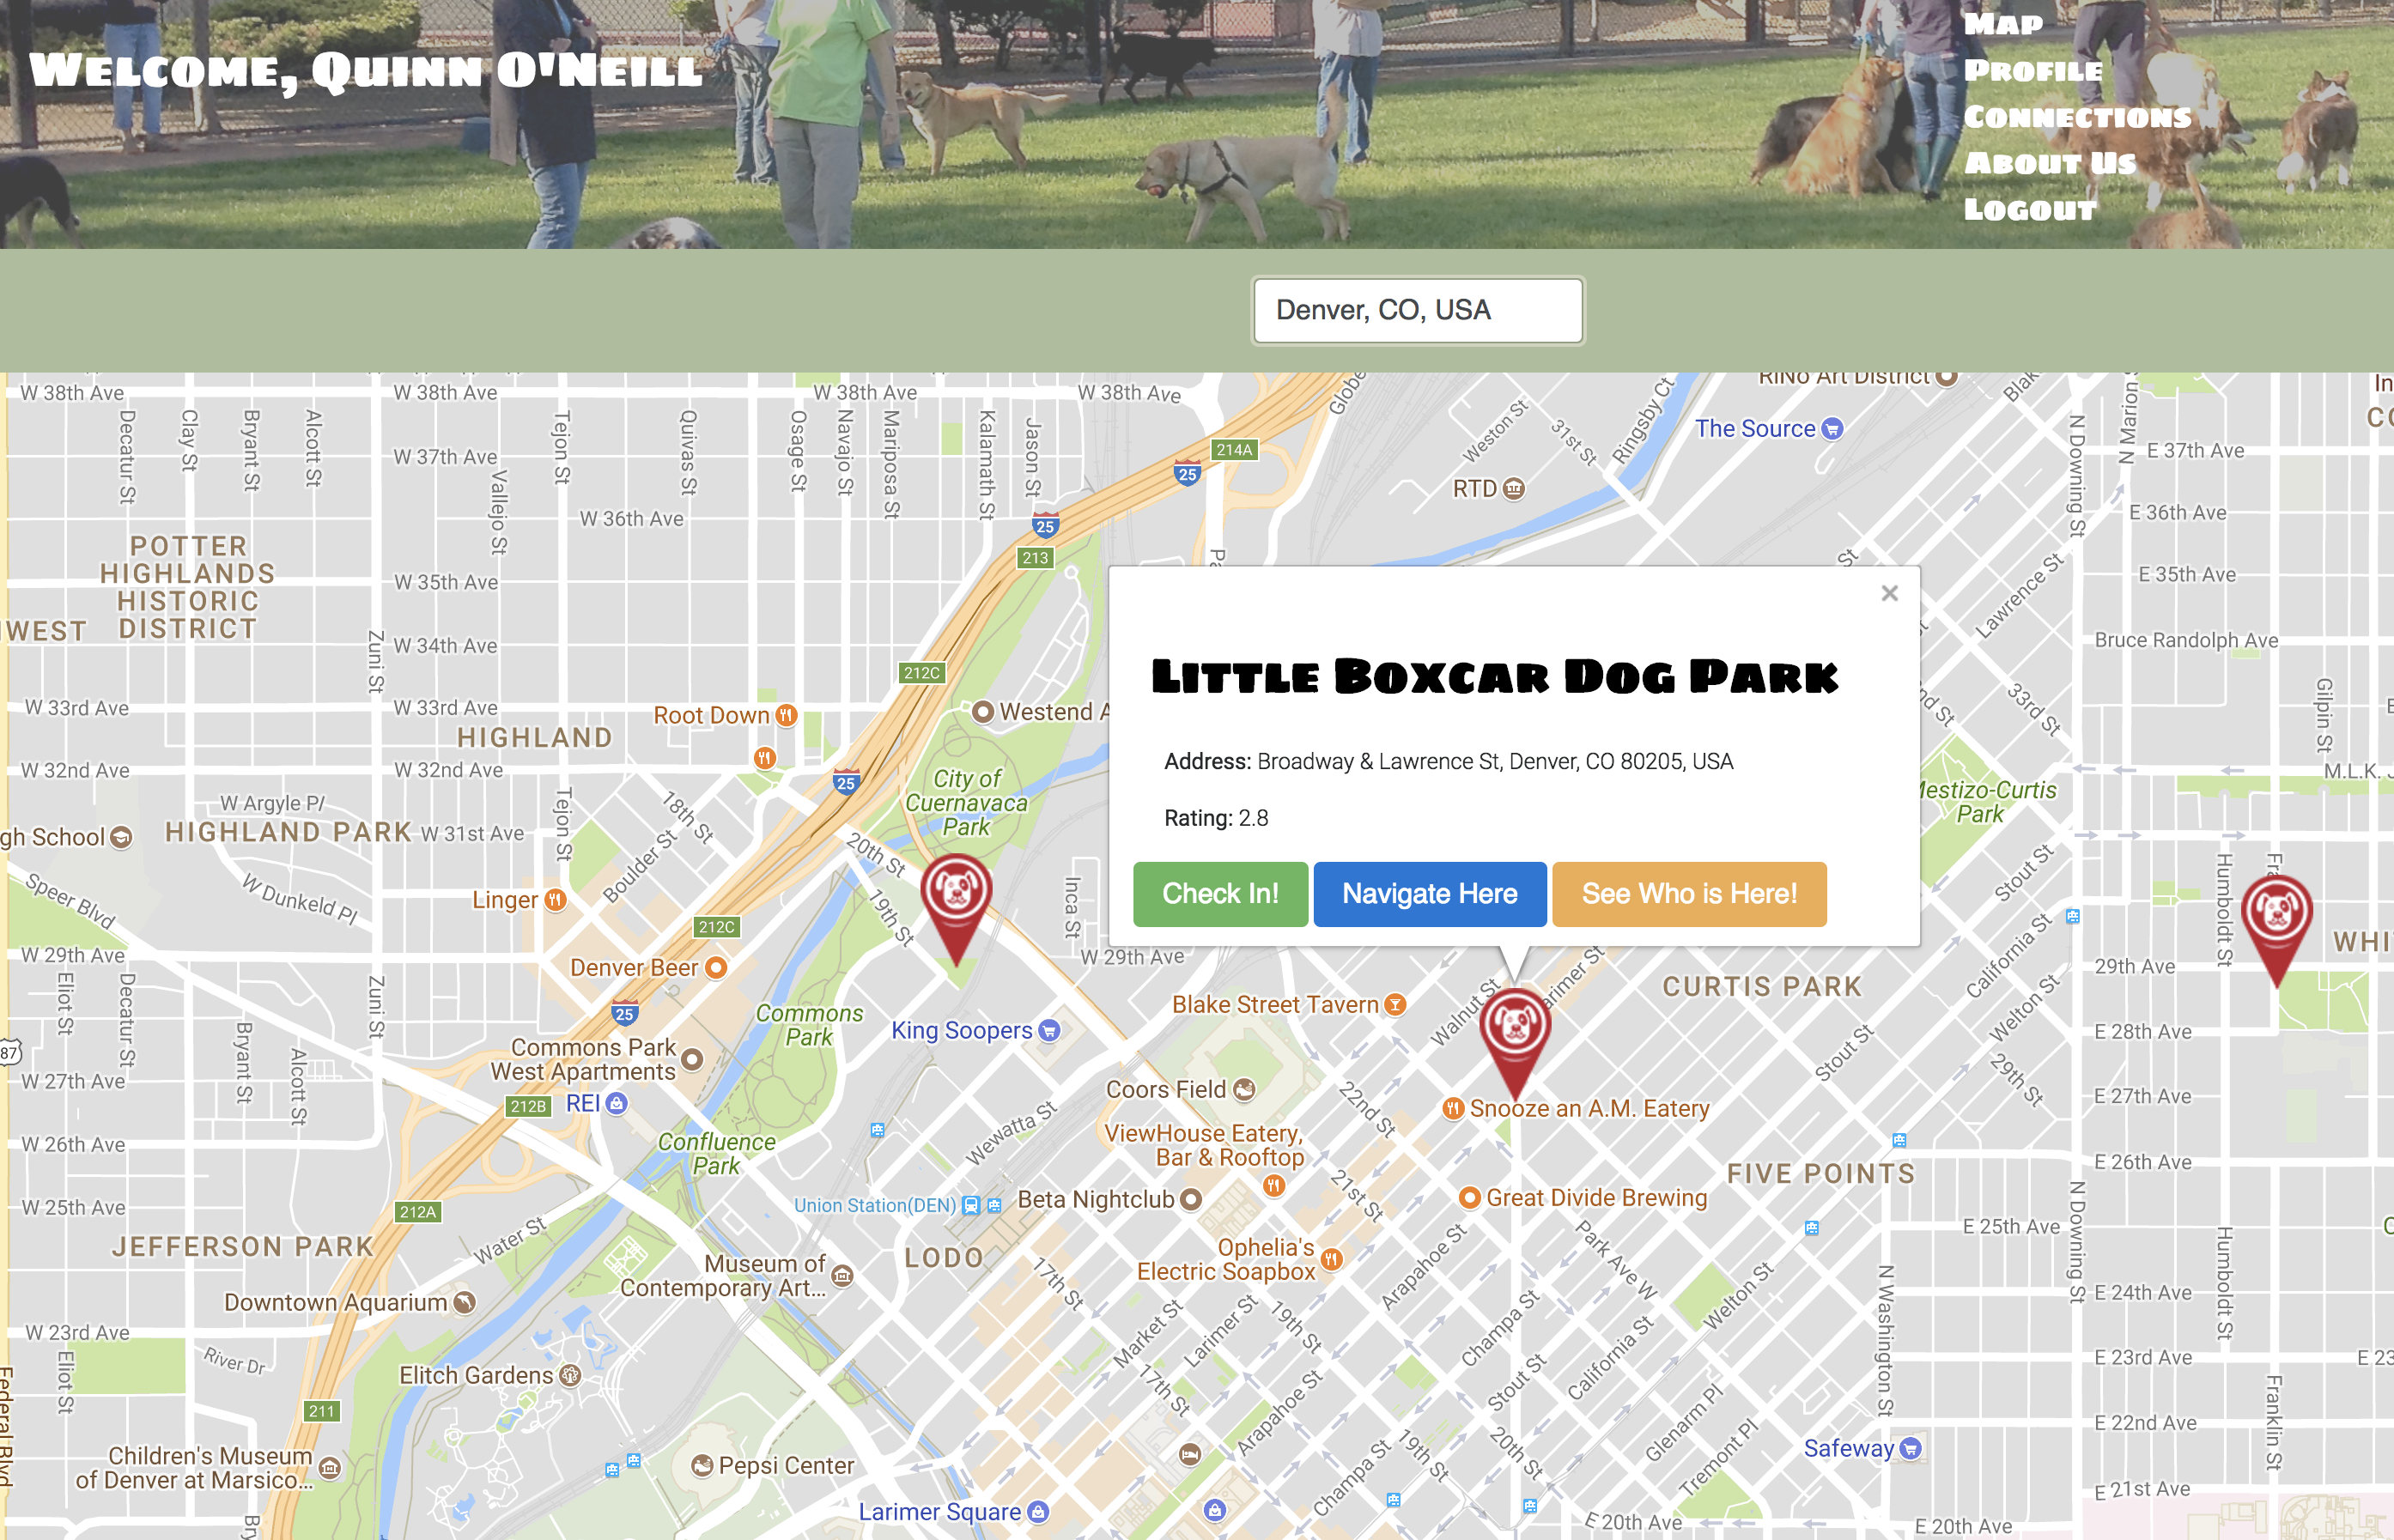 Welcome, Quinn O'Neill
Map
Profile
Connections
About Us
Logout
Denver, CO, USA
W 38th Ave
W 38th Ave
W 38th Ave
W 38th Ave
RiNo Art District
Globe
Ringsby Ct
Weston St
31st St
The Source
N Downing St
N Marion
E 37th Ave
Decatur St
Clay St
Bryant St
Alcott St
W 37th Ave
Tejon St
Quivas St
Osage St
Navajo St
Mariposa St
Kalamath St
Jason St
214A
25
RTD
Vallejo St
W 36th Ave
25
213
E 36th Ave
POTTER
HIGHLANDS
HISTORIC
DISTRICT
W 35th Ave
E 35th Ave
Lawrence St
WEST
Zuni St
W 34th Ave
Bruce Randolph Ave
212C
W 33rd Ave
W 33rd Ave
Root Down
Westend A
33rd St
Gilpin St
HIGHLAND
W 32nd Ave
W 32nd Ave
25
City of
Cuernavaca
Park
Little Boxcar Dog Park
Address: Broadway & Lawrence St, Denver, CO 80205, USA
Rating: 2.8
Check In!
Navigate Here
See Who is Here!
M.L.K.
Mestizo-Curtis
Park
W Argyle Pl
HIGHLAND PARK
W 31st Ave
Tejon St
18th St
Boulder St
20th St
19th St
gh School
Speer Blvd
W Dunkeld Pl
Linger
212C
Inca St
W 29th Ave
Stout St
Humboldt St
W 29th Ave
Denver Beer
29th Ave
California St
Welton St
CURTIS PARK
Eliot St
Decatur St
Zuni St
25
Commons
Park
King Soopers
Blake Street Tavern
Walnut St
Larimer St
E 28th Ave
87
Bryant St
Alcott St
Commons Park
West Apartments
Stout St
29th St
W 27th Ave
212B
REI
Coors Field
22nd St
Snooze an A.M. Eatery
E 27th Ave
W 26th Ave
Confluence
Park
Wewatta St
ViewHouse Eatery,
Bar & Rooftop
FIVE POINTS
E 26th Ave
W 25th Ave
212A
Union Station(DEN)
Beta Nightclub
21st St
Great Divide Brewing
N Downing St
E 25th Ave
Humboldt St
JEFFERSON PARK
Water St
LODO
Museum of
Contemporary Art...
Ophelia's
Electric Soapbox
17th St
Arapahoe St
Park Ave W
Welton St
N Washington St
E 24th Ave
Downtown Aquarium
W 23rd Ave
River Dr
Market St
Larimer St
19th St
Champa St
California St
E 23rd Ave
E 23
Eliot St
Federal Blvd
Elitch Gardens
17th St
Arapahoe St
Stout St
Glenarm Pl
Franklin St
211
E 22nd Ave
Children's Museum
of Denver at Marsico...
Pepsi Center
Champa St
19th St
20th St
Tremont Pl
Safeway
E 21st Ave
Larimer Square
E 20th Ave
E 20th Ave